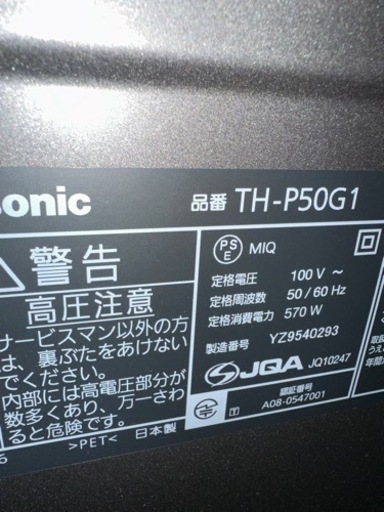 sonic
品番 TH-P50G1
警告
高圧注意
サービスマン以外の方
は、裏ぶたをあけない
でください。
内部には高電圧部分が
数多くあり、万一さわ
ると危険です。
>PET< 日本製
PS
E
MIQ
定格電圧 100 V ～
定格周波数 50 / 60 Hz
定格消費電力 570 W
製造番号 YZ9540293
JQA JQ10247
認証番号
T A08-0547001